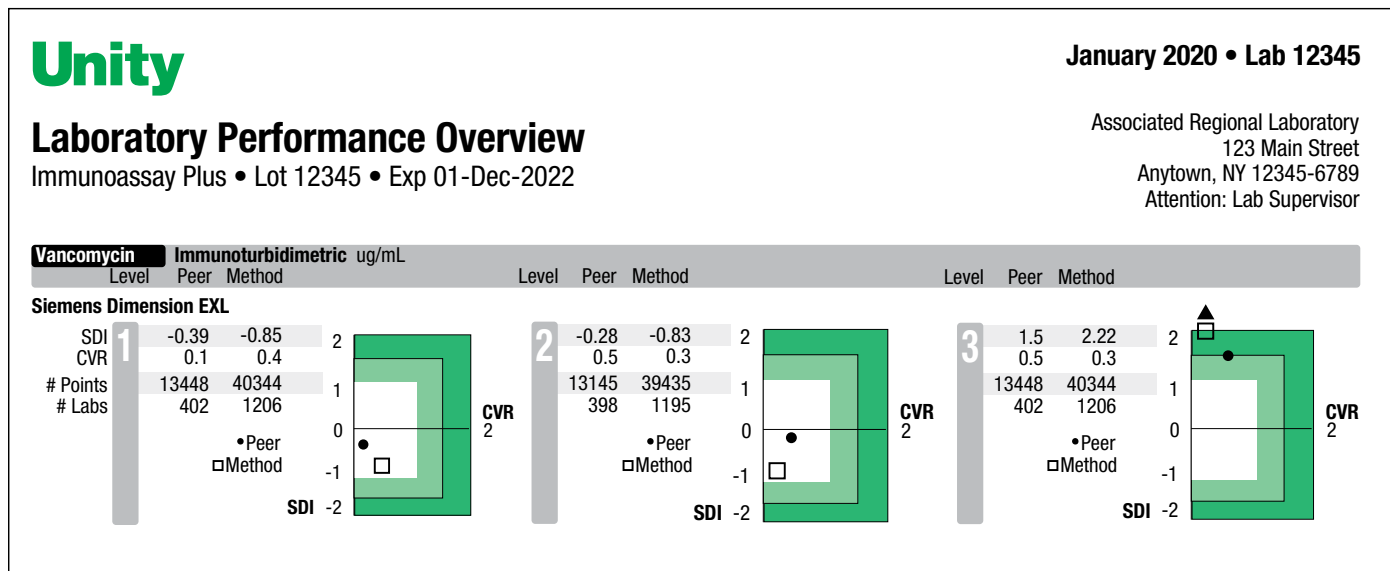 Unity
January 2020 • Lab 12345
Laboratory Performance Overview
Immunoassay Plus • Lot 12345 • Exp 01-Dec-2022
Associated Regional Laboratory
123 Main Street
Anytown, NY 12345-6789
Attention: Lab Supervisor
Vancomycin Immunoturbidimetric ug/mL
Level Peer Method Level Peer Method Level Peer Method
Siemens Dimension EXL
1
SDI -0.39 -0.85
CVR 0.1 0.4
# Points 13448 40344
# Labs 402 1206
•Peer
□Method
2
1
0
-1
SDI -2
CVR
2
2
-0.28 -0.83
0.5 0.3
13145 39435
398 1195
•Peer
□Method
2
1
0
-1
SDI -2
CVR
2
3
1.5 2.22
0.5 0.3
13448 40344
402 1206
•Peer
□Method
2
1
0
-1
SDI -2
CVR
2